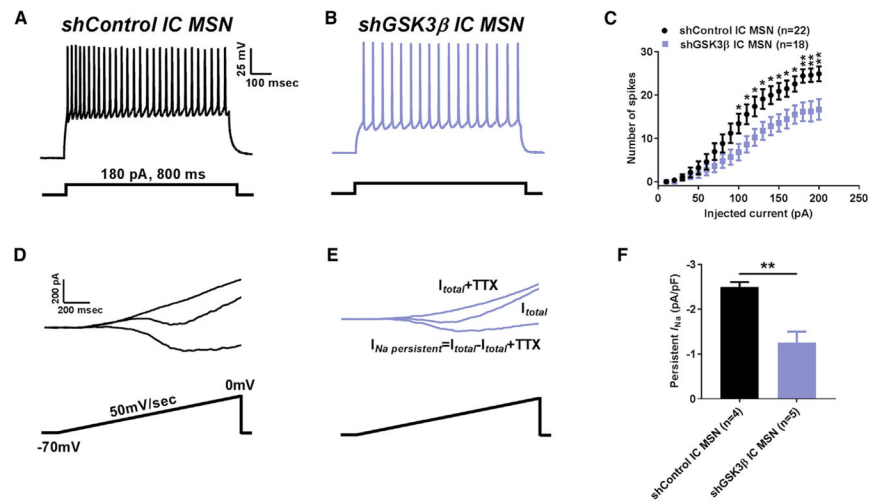 A
shControl IC MSN
25 mV
100 msec
180 pA, 800 ms
B
shGSK3β IC MSN
C
shControl IC MSN (n=22)
shGSK3β IC MSN (n=18)
Number of spikes
30
20
10
0
* * * * * * * ** ** **
0 50 100 150 200 250
Injected current (pA)
D
200 pA
200 msec
50mV/sec
0mV
-70mV
E
Itotal+TTX
Itotal
INa persistent=Itotal-Itotal+TTX
F
Persistent INa (pA/pF)
-3
-2
-1
0
**
shControl IC MSN (n=4)
shGSK3β IC MSN (n=5)